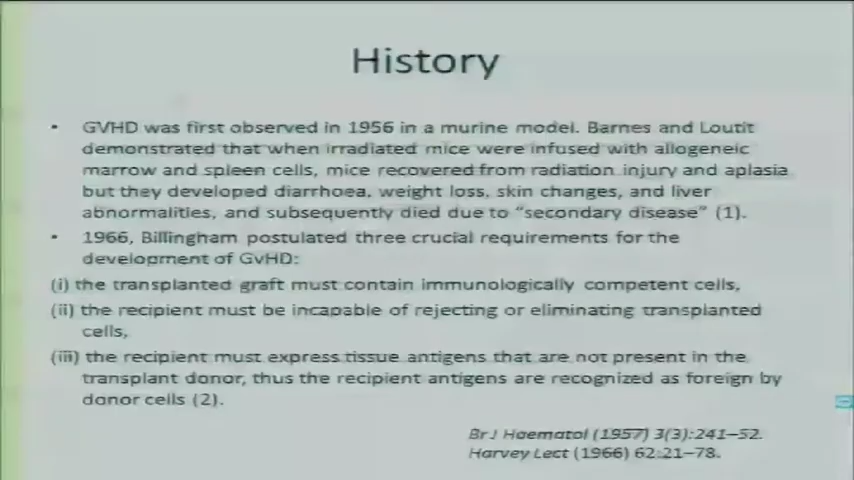 History
• GVHD was first observed in 1956 in a murine model. Barnes and Loutit
demonstrated that when irradiated mice were infused with allogeneic
marrow and spleen cells, mice recovered from radiation injury and aplasia
but they developed diarrhoea, weight loss, skin changes, and liver
abnormalities, and subsequently died due to “secondary disease” (1).
• 1966, Billingham postulated three crucial requirements for the
development of GvHD:
(i) the transplanted graft must contain immunologically competent cells,
(ii) the recipient must be incapable of rejecting or eliminating transplanted
cells,
(iii) the recipient must express tissue antigens that are not present in the
transplant donor, thus the recipient antigens are recognized as foreign by
donor cells (2).
Br J Haematol (1957) 3(3):241–52.
Harvey Lect (1966) 62:21–78.